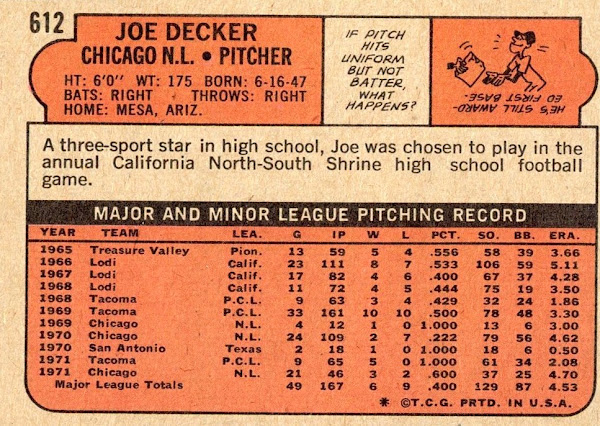 612
JOE DECKER
CHICAGO N.L. • PITCHER
HT: 6'0" WT: 175 BORN: 6-16-47
BATS: RIGHT THROWS: RIGHT
HOME: MESA, ARIZ.
IF PITCH
HITS
UNIFORM
BUT NOT
BATTER,
WHAT
HAPPENS?
HE'S STILL AWARD-
ED FIRST BASE.
A three-sport star in high school, Joe was chosen to play in the
annual California North-South Shrine high school football
game.
MAJOR AND MINOR LEAGUE PITCHING RECORD
YEAR TEAM LEA. G IP W L PCT. SO. BB. ERA.
1965 Treasure Valley Pion. 13 59 5 4 .556 58 39 3.66
1966 Lodi Calif. 23 111 8 7 .533 106 59 5.11
1967 Lodi Calif. 17 82 4 6 .400 67 37 4.28
1968 Lodi Calif. 11 72 4 5 .444 75 19 3.50
1968 Tacoma P.C.L. 9 63 3 4 .429 32 24 1.86
1969 Tacoma P.C.L. 33 161 10 10 .500 78 48 3.30
1969 Chicago N.L. 4 12 1 0 1.000 13 6 3.00
1970 Chicago N.L. 24 109 2 7 .222 79 56 4.62
1970 San Antonio Texas 2 18 1 0 1.000 18 6 0.50
1971 Tacoma P.C.L. 9 65 5 0 1.000 61 34 2.08
1971 Chicago N.L. 21 46 3 2 .600 37 25 4.70
Major League Totals 49 167 6 9 .400 129 87 4.53
* ©T.C.G. PRTD. IN U.S.A.